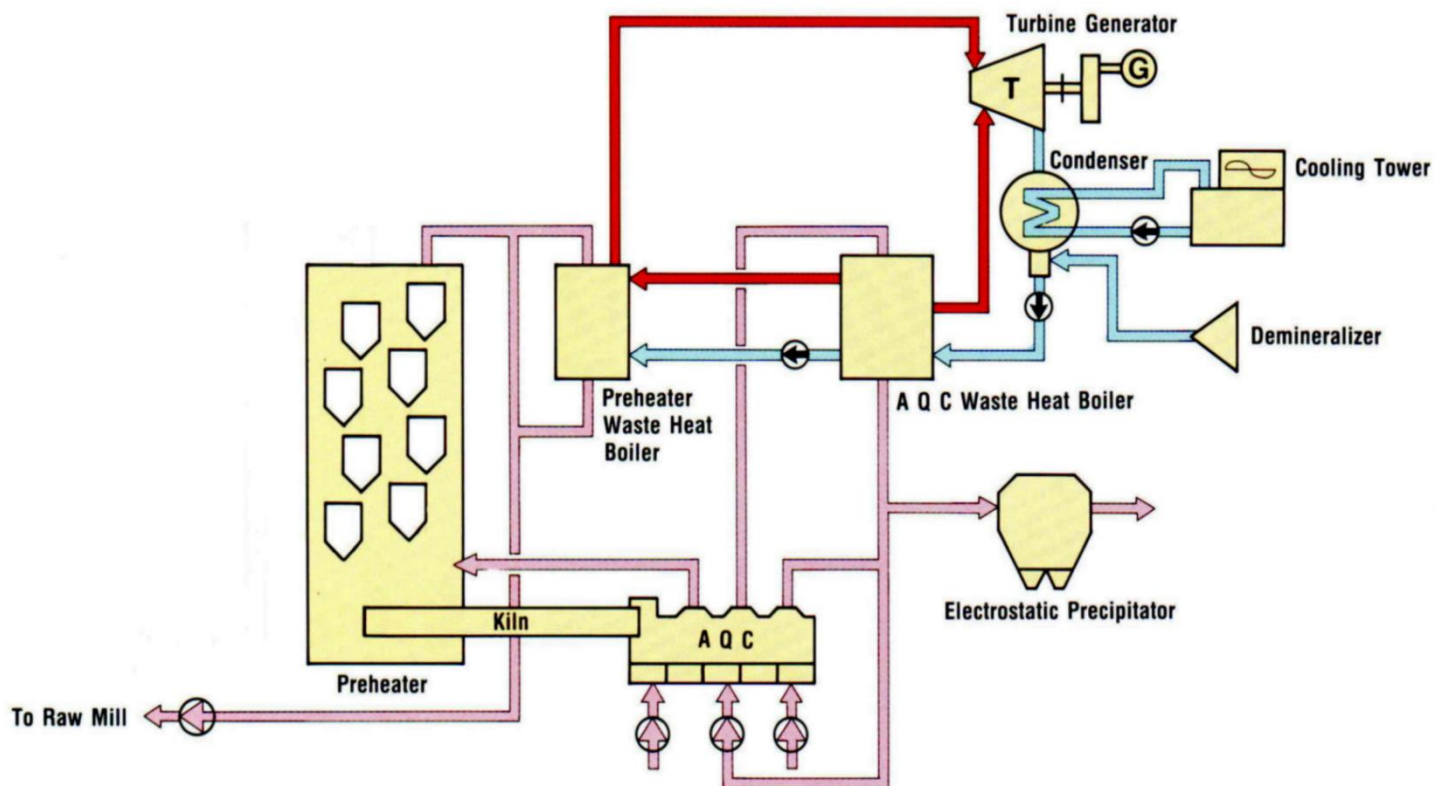 Turbine Generator
T
G
Condenser
Cooling Tower
Demineralizer
Preheater
Waste Heat
Boiler
A Q C Waste Heat Boiler
Electrostatic Precipitator
Kiln
A Q C
Preheater
To Raw Mill